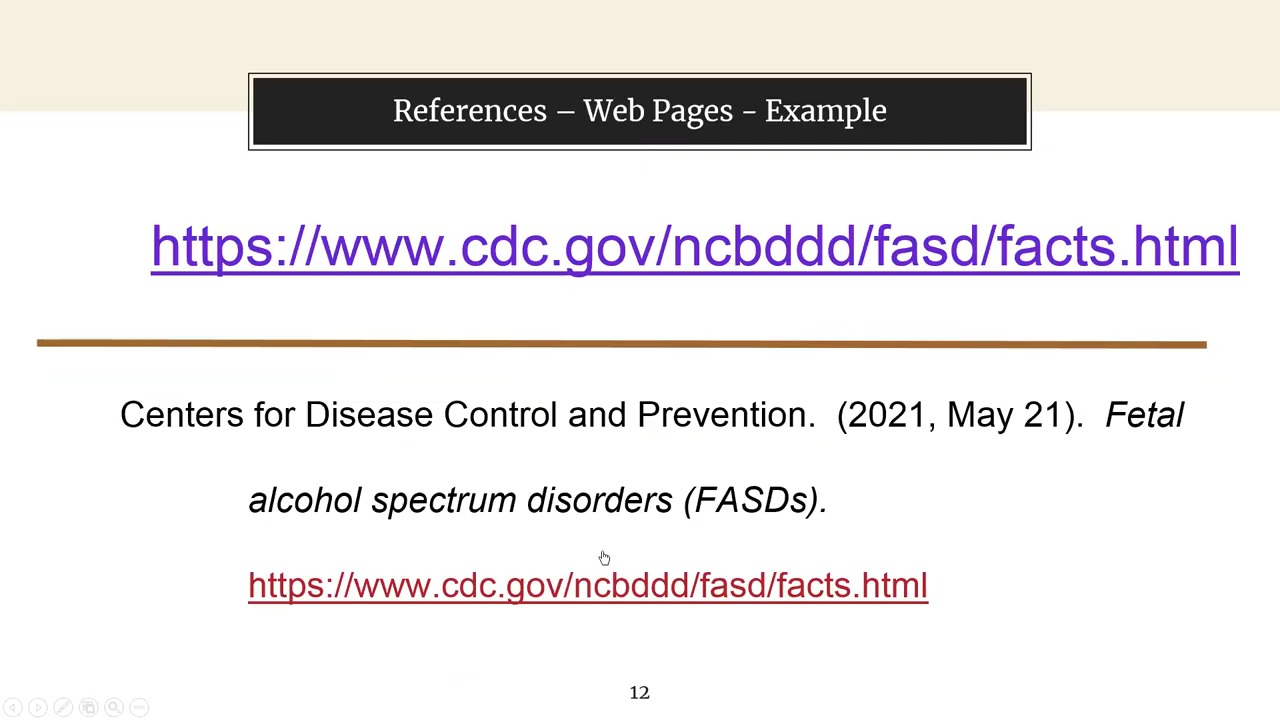 References – Web Pages - Example
https://www.cdc.gov/ncbddd/fasd/facts.html
Centers for Disease Control and Prevention.  (2021, May 21).  Fetal
alcohol spectrum disorders (FASDs).
https://www.cdc.gov/ncbddd/fasd/facts.html
12